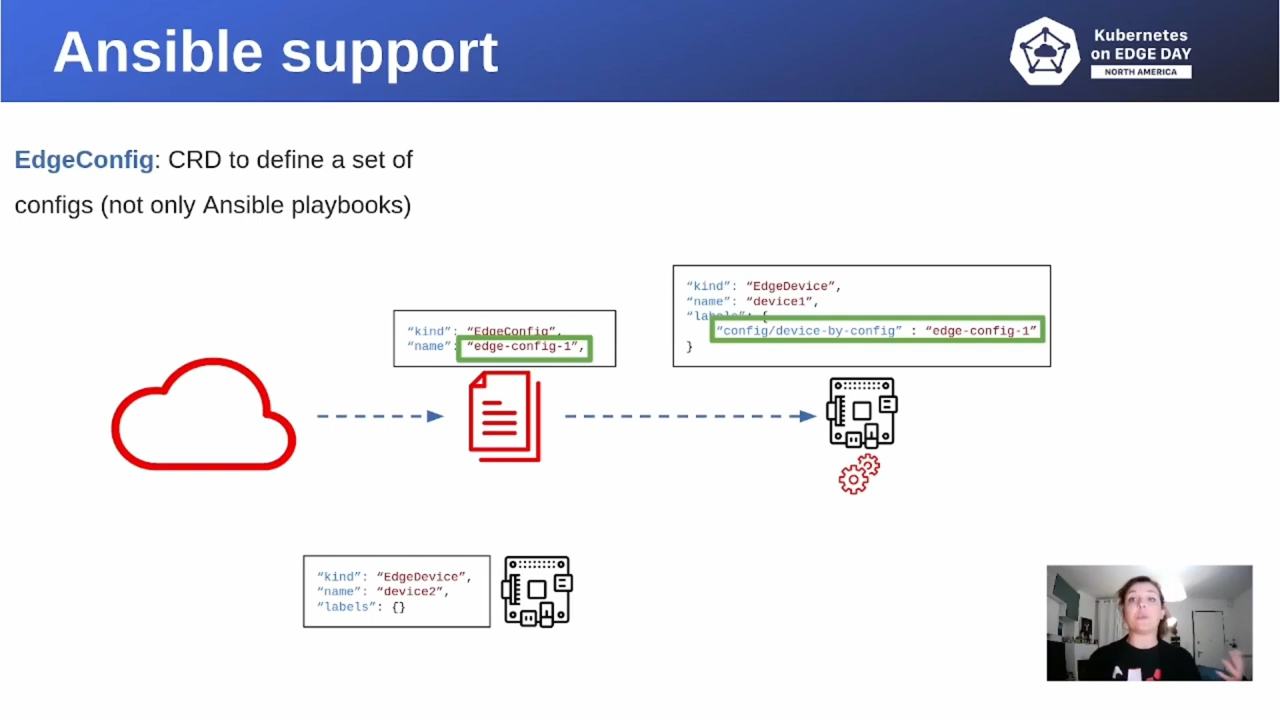 Ansible support
Kubernetes
on EDGE DAY
NORTH AMERICA
EdgeConfig: CRD to define a set of
configs (not only Ansible playbooks)
“kind”: “EdgeConfig”,
“name”: “edge-config-1”,
“kind”: “EdgeDevice”,
“name”: “device1”,
“labels”: {
“config/device-by-config” : “edge-config-1”
}
“kind”: “EdgeDevice”,
“name”: “device2”,
“labels”: {}